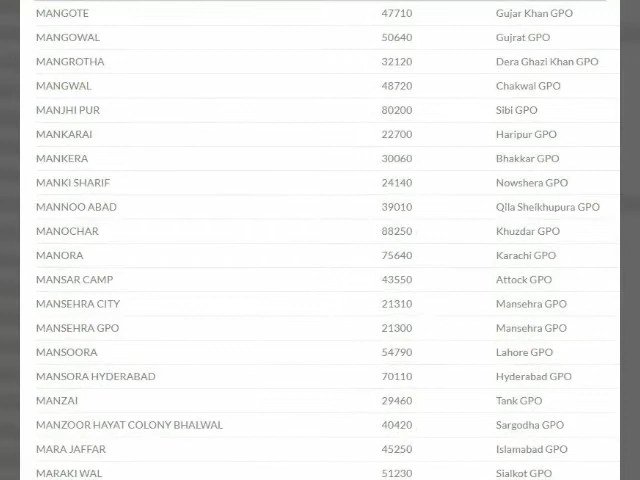 MANGOTE 47710 Gujar Khan GPO
MANGOWAL 50640 Gujrat GPO
MANGROTHA 32120 Dera Ghazi Khan GPO
MANGWAL 48720 Chakwal GPO
MANJHI PUR 80200 Sibi GPO
MANKARAI 22700 Haripur GPO
MANKERA 30060 Bhakkar GPO
MANKI SHARIF 24140 Nowshera GPO
MANNOO ABAD 39010 Qila Sheikhupura GPO
MANOCHAR 88250 Khuzdar GPO
MANORA 75640 Karachi GPO
MANSAR CAMP 43550 Attock GPO
MANSEHRA CITY 21310 Mansehra GPO
MANSEHRA GPO 21300 Mansehra GPO
MANSOORA 54790 Lahore GPO
MANSORA HYDERABAD 70110 Hyderabad GPO
MANZAI 29460 Tank GPO
MANZOOR HAYAT COLONY BHALWAL 40420 Sargodha GPO
MARA JAFFAR 45250 Islamabad GPO
MARAKI WAL 51230 Sialkot GPO